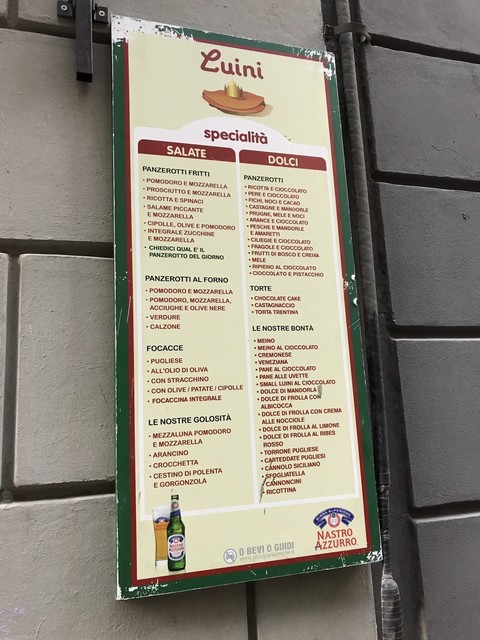 Luini
specialità
SALATE
PANZEROTTI FRITTI
• POMODORO E MOZZARELLA
• PROSCIUTTO E MOZZARELLA
• RICOTTA E SPINACI
• SALAME PICCANTE
E MOZZARELLA
• CIPOLLE, OLIVE E POMODORO
• INTEGRALE ZUCCHINE
E MOZZARELLA
• CHIEDICI QUAL E' IL
PANZEROTTO DEL GIORNO
PANZEROTTI AL FORNO
• POMODORO E MOZZARELLA
• POMODORO, MOZZARELLA,
ACCIUGHE E OLIVE NERE
• VERDURE
• CALZONE
FOCACCE
• PUGLIESE
• ALL'OLIO DI OLIVA
• CON STRACCHINO
• CON OLIVE / PATATE / CIPOLLE
• FOCACCINA INTEGRALE
LE NOSTRE GOLOSITÀ
• MEZZALUNA POMODORO
E MOZZARELLA
• ARANCINO
• CROCCHETTA
• CESTINO DI POLENTA
E GORGONZOLA
DOLCI
PANZEROTTI
• RICOTTA E CIOCCOLATO
• PERE E CIOCCOLATO
• FICHI, NOCI E CACAO
• CASTAGNE E MANDORLE
• PRUGNE, MELE E NOCI
• ARANCE E CIOCCOLATO
• PESCHE E MANDORLE
E AMARETTI
• CILIEGIE E CIOCCOLATO
• FRAGOLE E CIOCCOLATO
• FRUTTI DI BOSCO E CREMA
• MELE
• RIPIENO AL CIOCCOLATO
• CIOCCOLATO E PISTACCHIO
TORTE
• CHOCOLATE CAKE
• CASTAGNACCIO
• TORTA TRENTINA
LE NOSTRE BONTÀ
• MEINO
• MEINO AL CIOCCOLATO
• CREMONESE
• VENEZIANA
• PANE AL CIOCCOLATO
• PANE ALLE UVETTE
• SMALL LUINI AL CIOCCOLATO
• DOLCE DI MANDORLA
• DOLCE DI FROLLA CON
ALBICOCCA
• DOLCE DI FROLLA CON CREMA
ALLE NOCCIOLE
• DOLCE DI FROLLA AL LIMONE
• DOLCE DI FROLLA AL RIBES
ROSSO
• TORRONE PUGLIESE
• CARTEDDATE PUGLIESI
• CANNOLO SICILIANO
• SFOGLIATELLA
• CANNONCINI
• RICOTTINA
O BEVI O GUIDI
NASTRO
AZZURRO